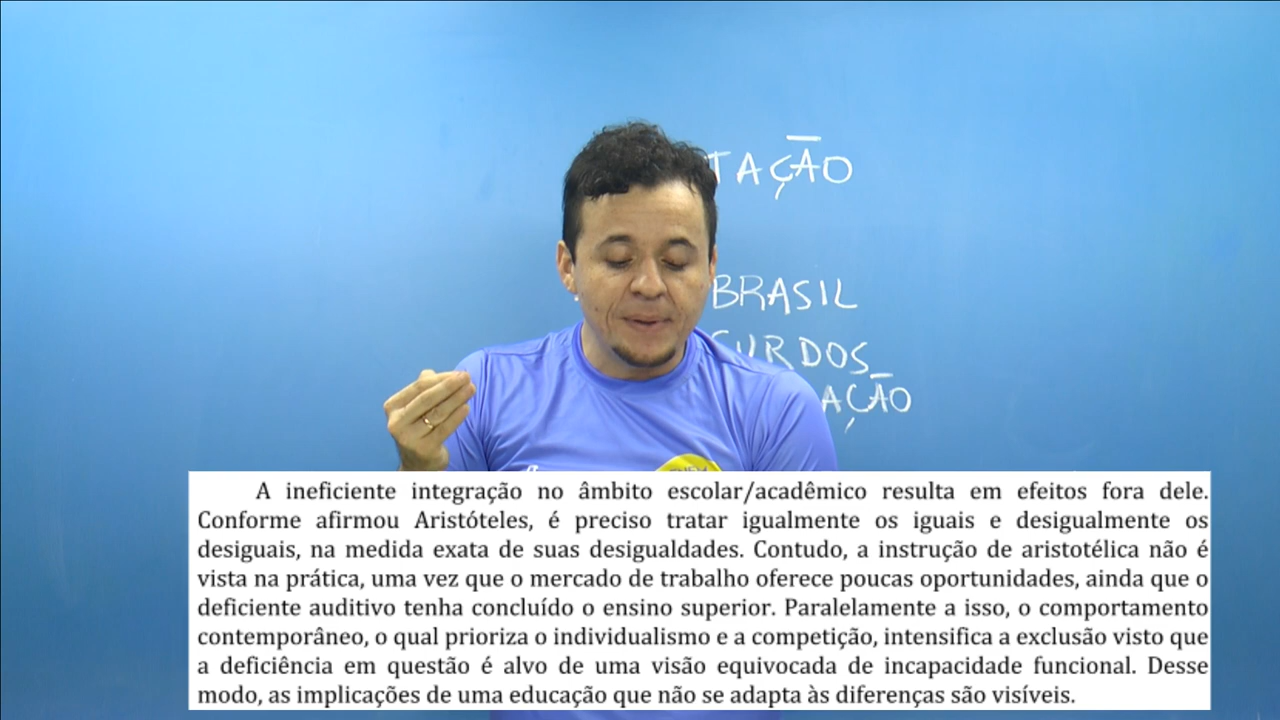 TAÇÃO
BRASIL
SURDOS
AÇÃO
A ineficiente integração no âmbito escolar/acadêmico resulta em efeitos fora dele.
Conforme afirmou Aristóteles, é preciso tratar igualmente os iguais e desigualmente os
desiguais, na medida exata de suas desigualdades. Contudo, a instrução de aristotélica não é
vista na prática, uma vez que o mercado de trabalho oferece poucas oportunidades, ainda que o
deficiente auditivo tenha concluído o ensino superior. Paralelamente a isso, o comportamento
contemporâneo, o qual prioriza o individualismo e a competição, intensifica a exclusão visto que
a deficiência em questão é alvo de uma visão equivocada de incapacidade funcional. Desse
modo, as implicações de uma educação que não se adapta às diferenças são visíveis.